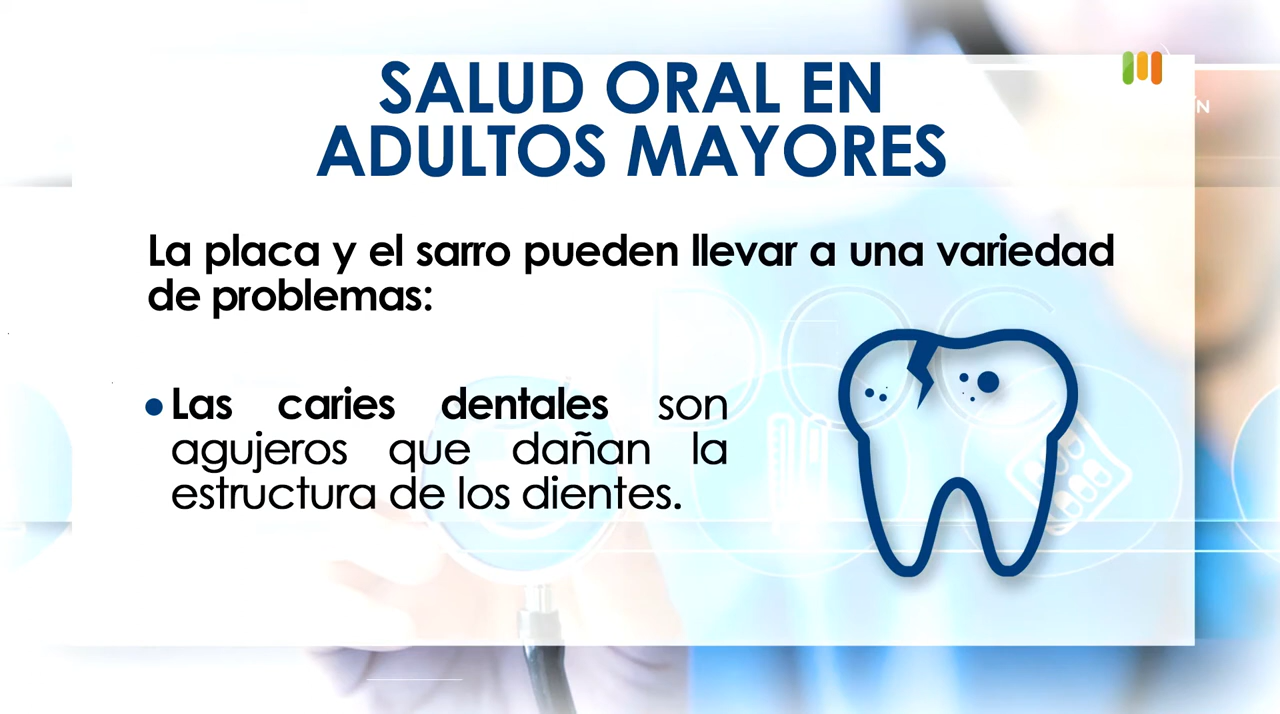 SALUD ORAL EN
ADULTOS MAYORES
La placa y el sarro pueden llevar a una variedad
de problemas:
• Las caries dentales son
agujeros que dañan la
estructura de los dientes.